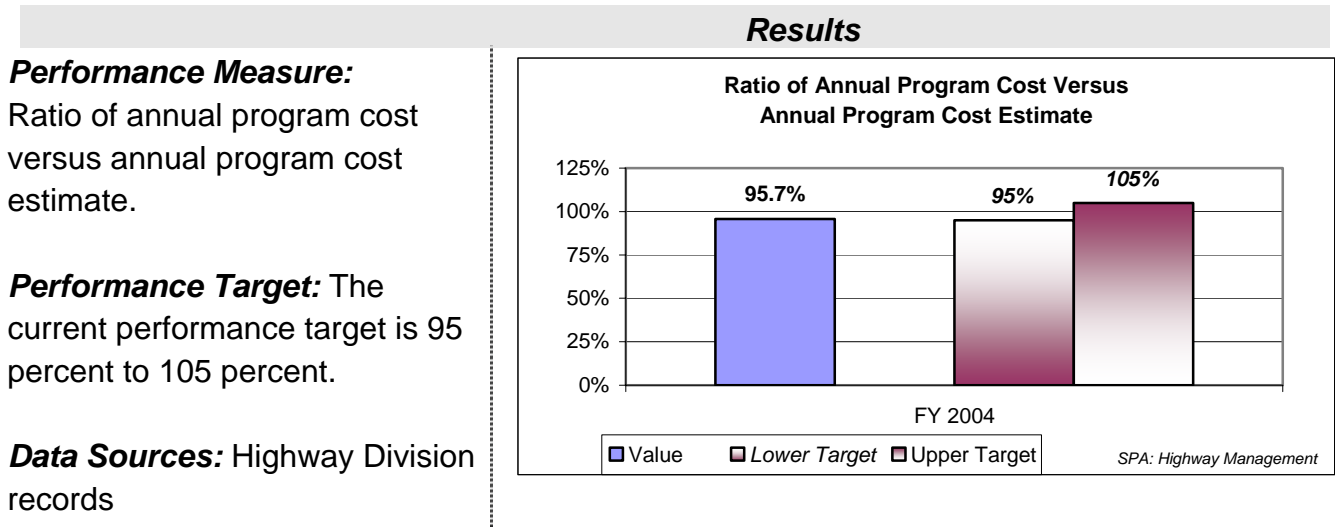 Results
Performance Measure:
Ratio of annual program cost
versus annual program cost
estimate.
Performance Target: The
current performance target is 95
percent to 105 percent.
Data Sources: Highway Division
records
Ratio of Annual Program Cost Versus
Annual Program Cost Estimate
125%
100%
75%
50%
25%
0%
95.7%
95%
105%
FY 2004
Value Lower Target Upper Target
SPA: Highway Management